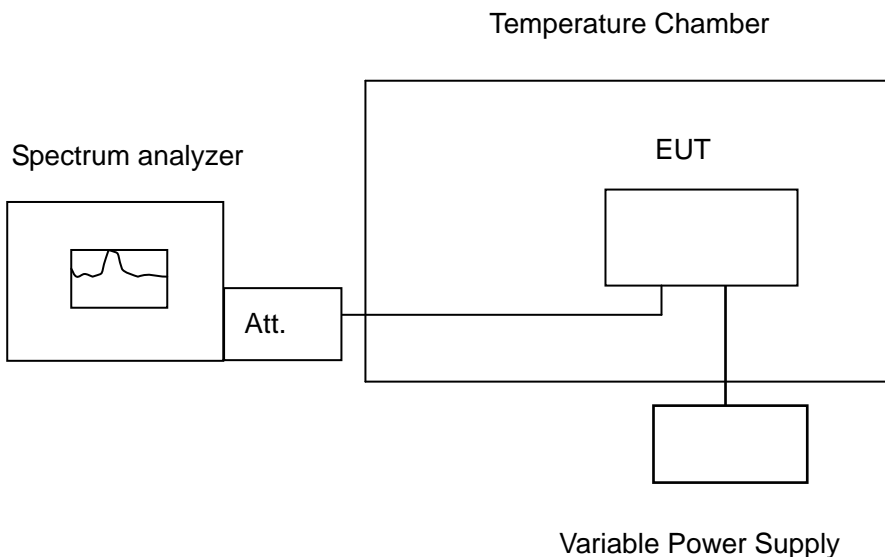 Temperature Chamber
Spectrum analyzer
EUT
Att.
Variable Power Supply